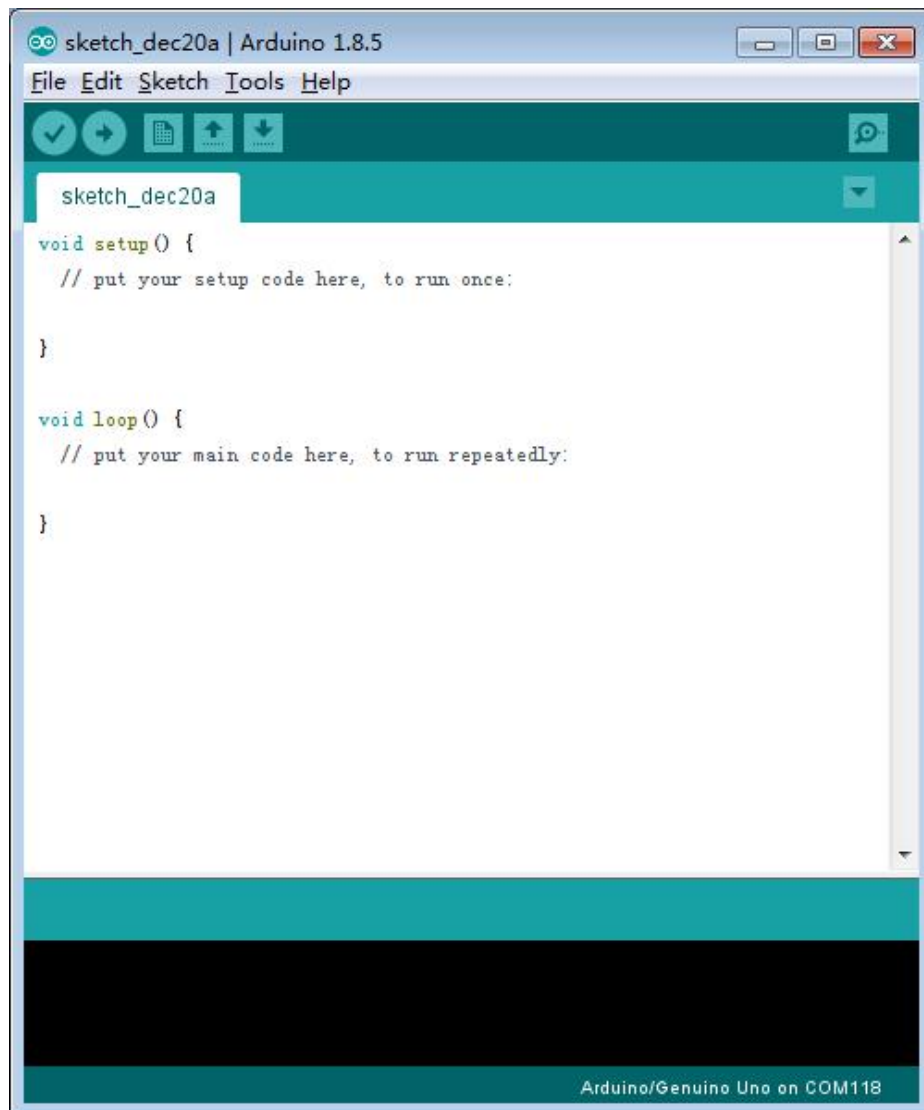 sketch_dec20a | Arduino 1.8.5
File Edit Sketch Tools Help
sketch_dec20a
void setup() {
  // put your setup code here, to run once:
}
void loop() {
  // put your main code here, to run repeatedly:
}
Arduino/Genuino Uno on COM118